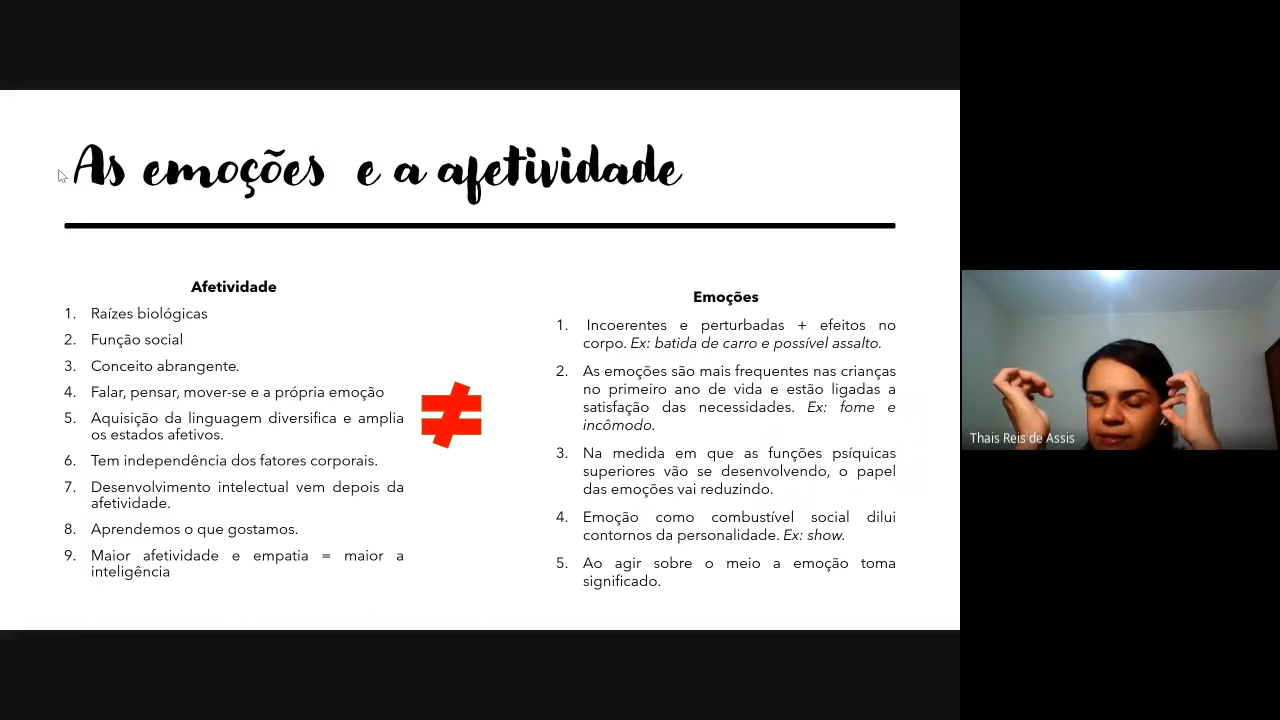 As emoções e a afetividade
Afetividade
1. Raízes biológicas
2. Função social
3. Conceito abrangente.
4. Falar, pensar, mover-se e a própria emoção
5. Aquisição da linguagem diversifica e amplia
os estados afetivos.
6. Tem independência dos fatores corporais.
7. Desenvolvimento intelectual vem depois da
afetividade.
8. Aprendemos o que gostamos.
9. Maior afetividade e empatia = maior a
inteligência
≠
Emoções
1. Incoerentes e perturbadas + efeitos no
corpo. Ex: batida de carro e possível assalto.
2. As emoções são mais frequentes nas crianças
no primeiro ano de vida e estão ligadas a
satisfação das necessidades. Ex: fome e
incômodo.
3. Na medida em que as funções psíquicas
superiores vão se desenvolvendo, o papel
das emoções vai reduzindo.
4. Emoção como combustível social dilui
contornos da personalidade. Ex: show.
5. Ao agir sobre o meio a emoção toma
significado.
Thais Reis de Assis